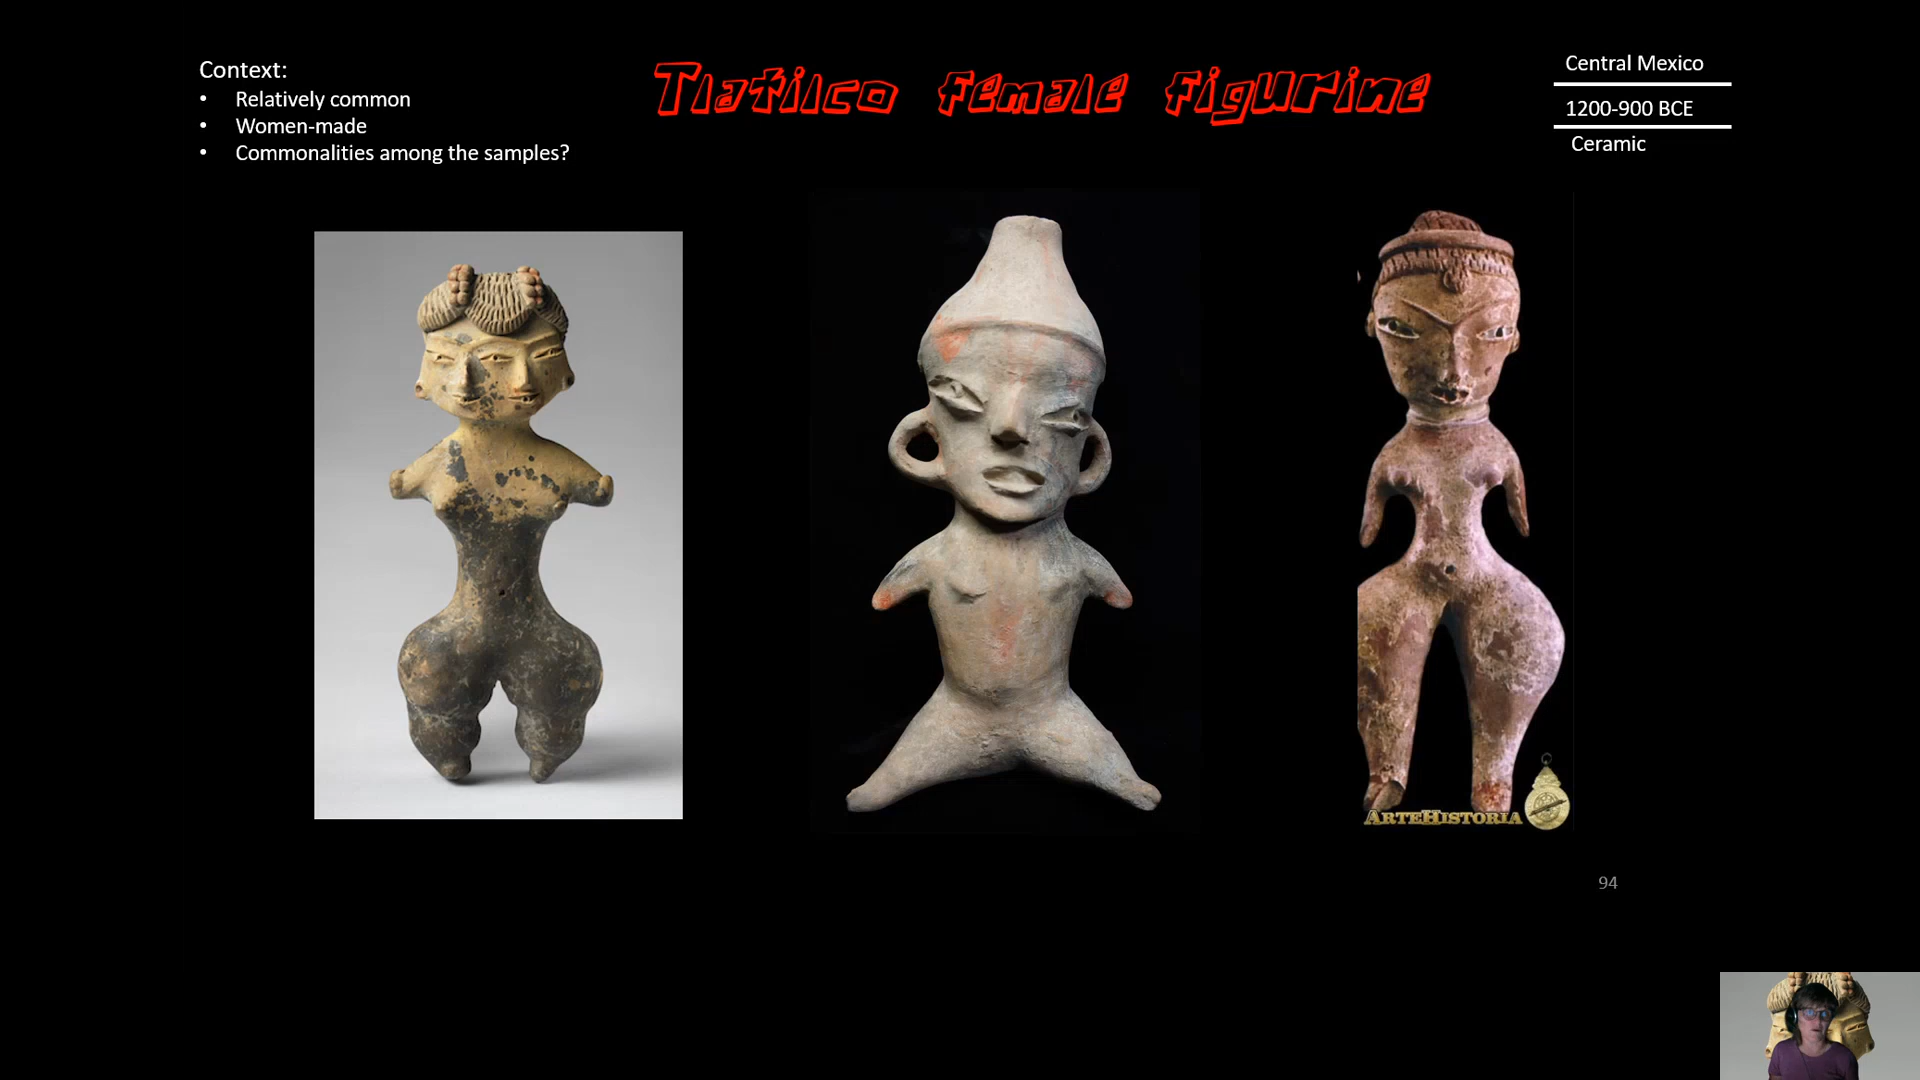 Context:
• Relatively common
• Women-made
• Commonalities among the samples?
Tlatilco female figurine
Central Mexico
1200-900 BCE
Ceramic
ARTEHISTORIA
94